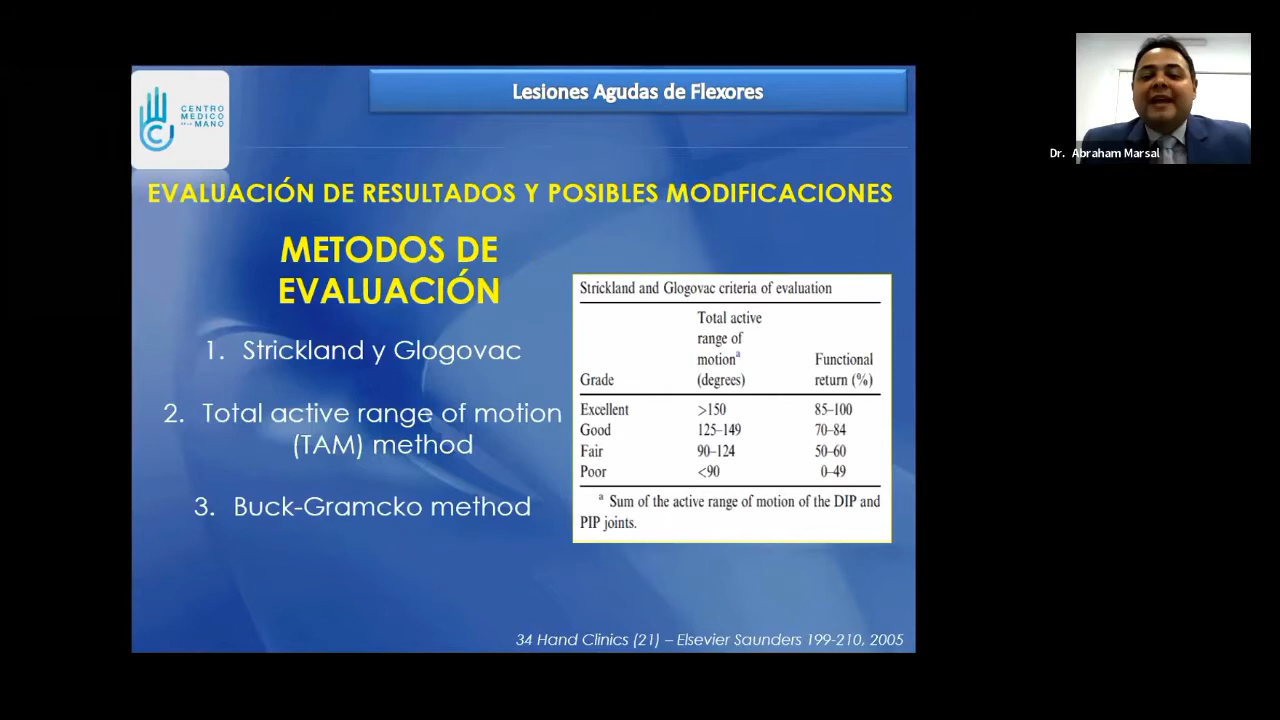 Lesiones Agudas de Flexores
CENTRO
MEDICO
DE LA MANO
Dr. Abraham Marsal
EVALUACIÓN DE RESULTADOS Y POSIBLES MODIFICACIONES
METODOS DE
EVALUACIÓN
1. Strickland y Glogovac
2. Total active range of motion
(TAM) method
3. Buck-Gramcko method
Strickland and Glogovac criteria of evaluation
Total active
range of
motionᵃ Functional
Grade (degrees) return (%)
Excellent >150 85–100
Good 125–149 70–84
Fair 90–124 50–60
Poor <90 0–49
ᵃ Sum of the active range of motion of the DIP and
PIP joints.
34 Hand Clinics (21) – Elsevier Saunders 199-210, 2005